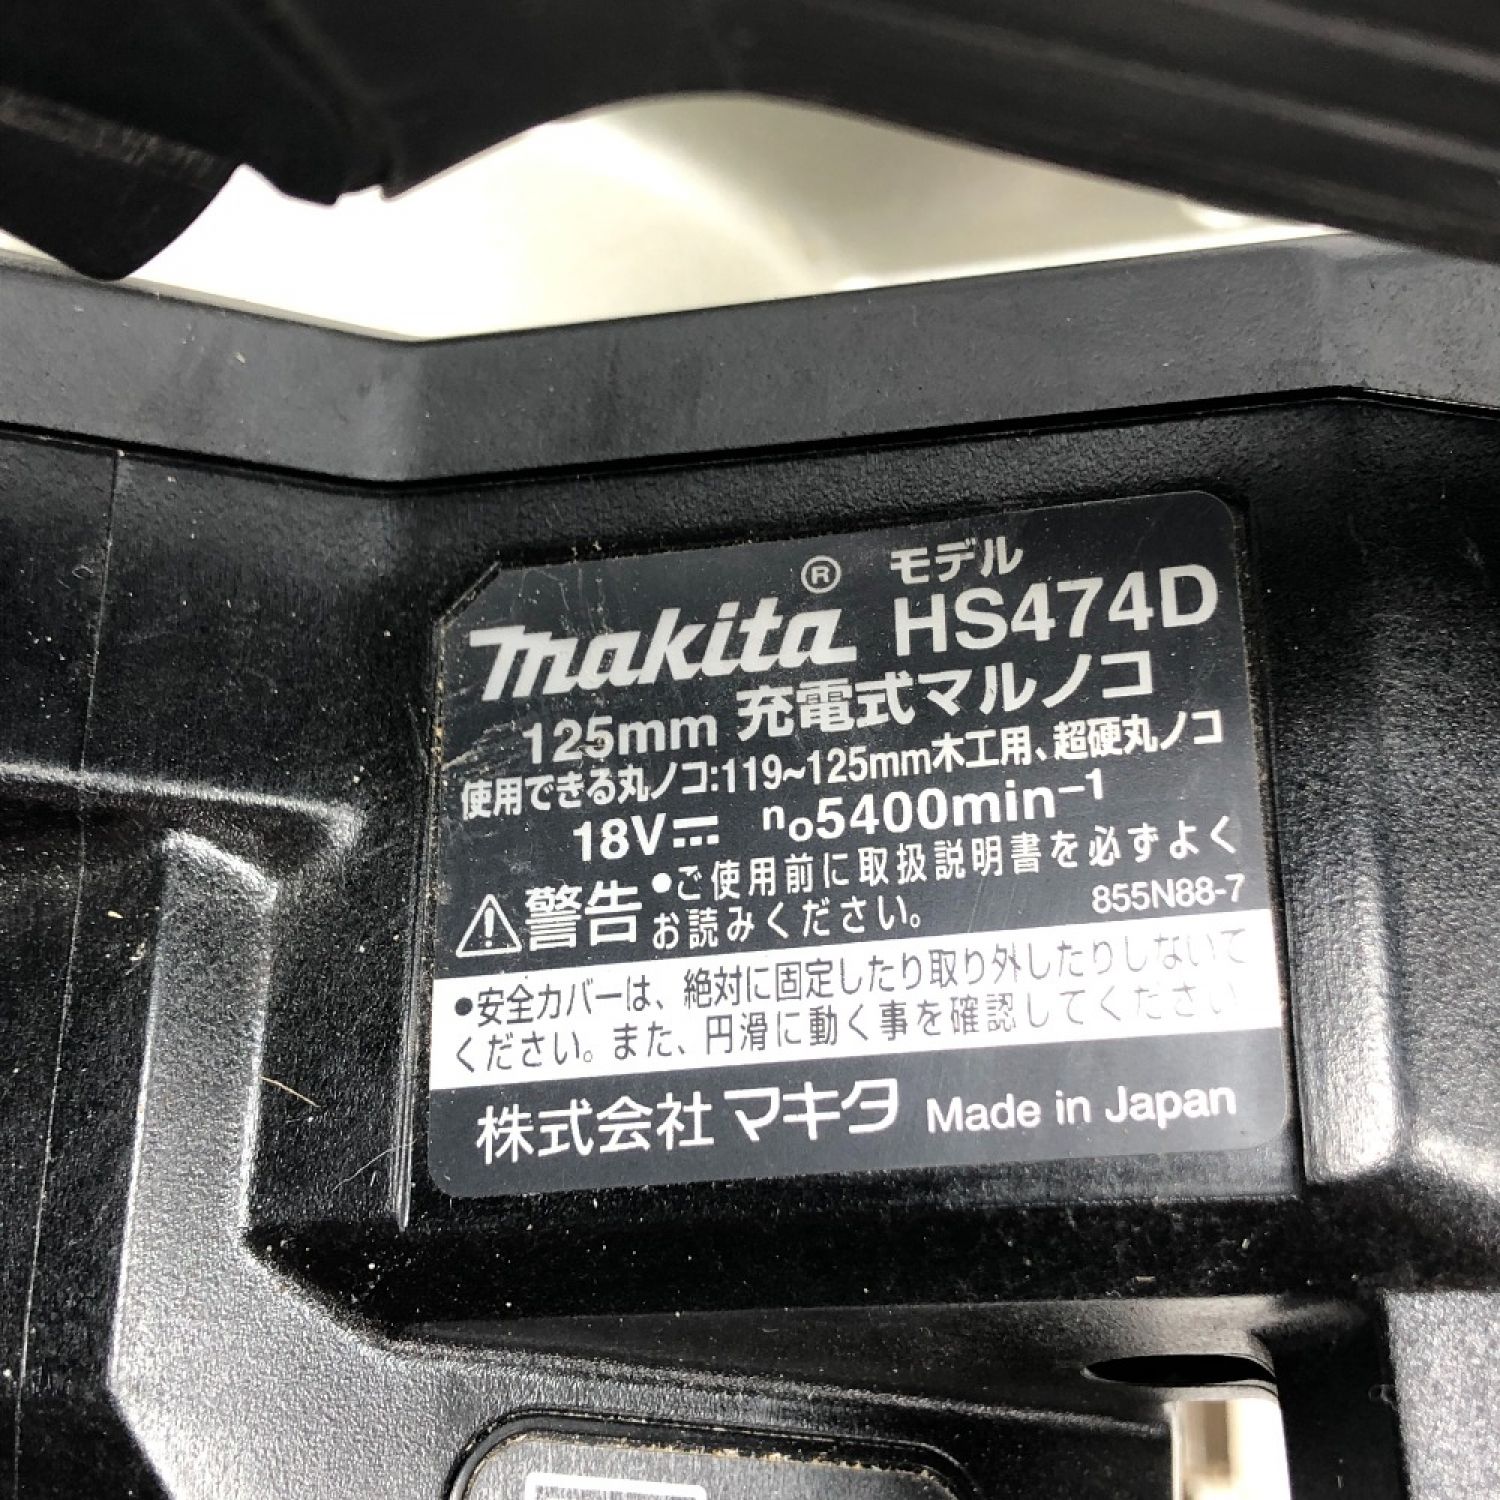 makita® モデル HS474D
125mm 充電式マルノコ
使用できる丸ノコ:119~125mm木工用、超硬丸ノコ
18V⎓ no5400min⁻¹
⚠警告 ●ご使用前に取扱説明書を必ずよく
お読みください。 855N88-7
●安全カバーは、絶対に固定したり取り外したりしないで
ください。また、円滑に動く事を確認してください
株式会社マキタ Made in Japan